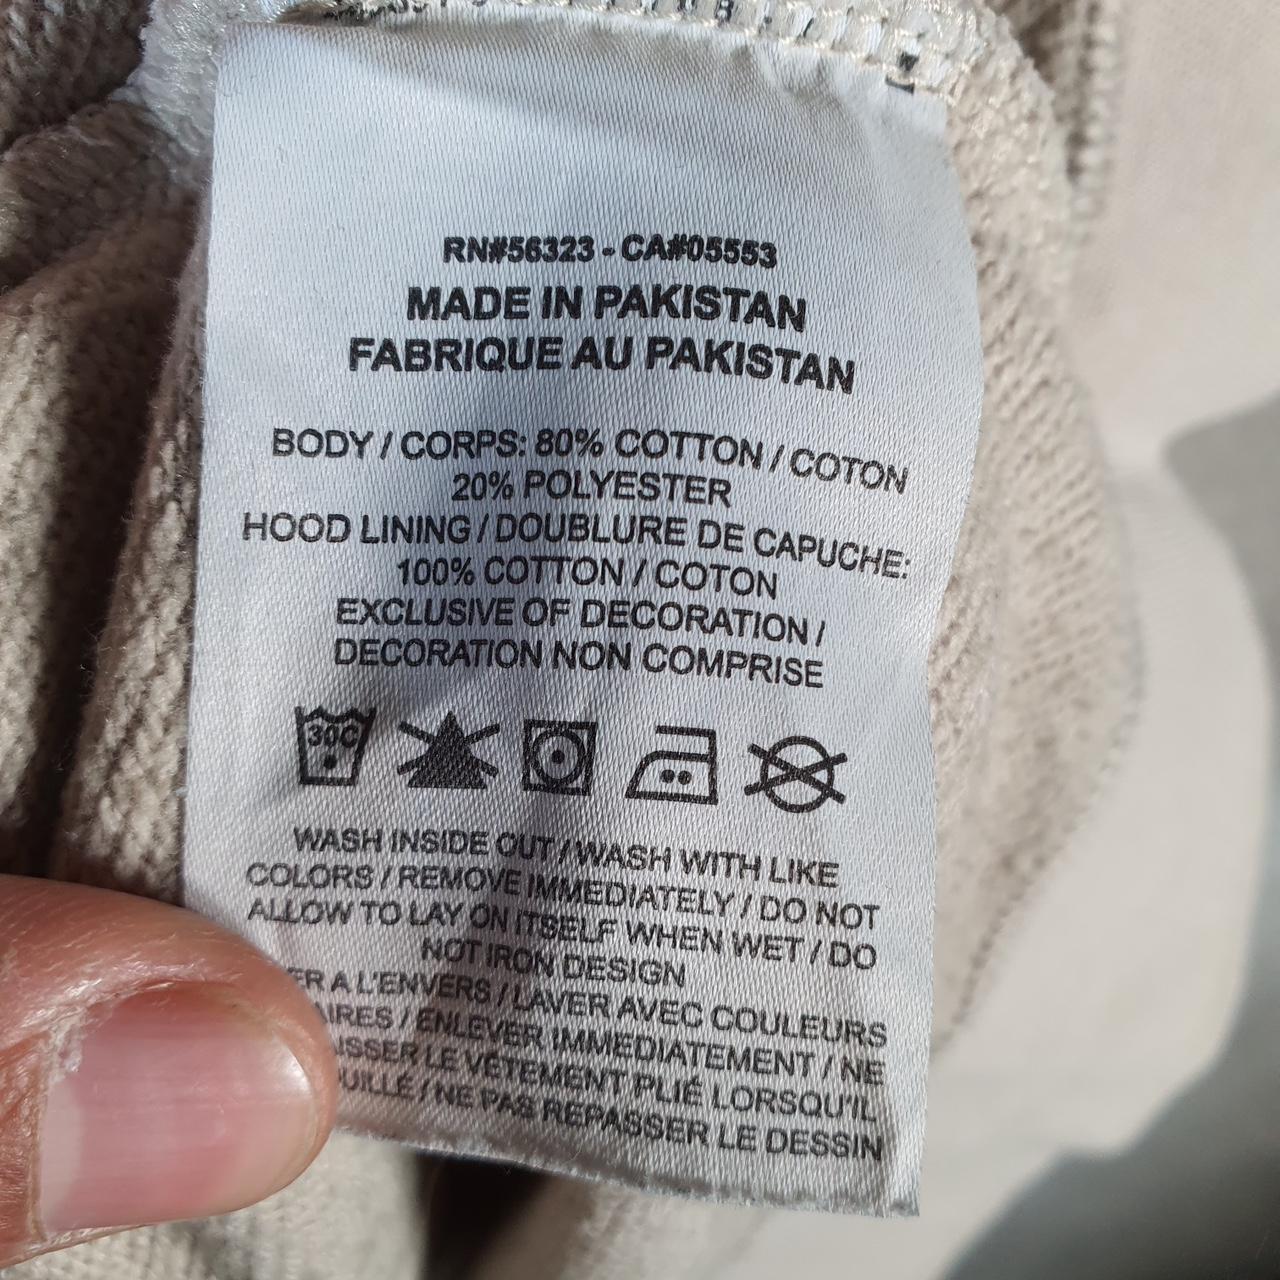 RN#56323 - CA#05553
MADE IN PAKISTAN
FABRIQUE AU PAKISTAN
BODY / CORPS: 80% COTTON / COTON
20% POLYESTER
HOOD LINING / DOUBLURE DE CAPUCHE:
100% COTTON / COTON
EXCLUSIVE OF DECORATION /
DECORATION NON COMPRISE
30C
WASH INSIDE OUT / WASH WITH LIKE
COLORS / REMOVE IMMEDIATELY / DO NOT
ALLOW TO LAY ON ITSELF WHEN WET / DO
NOT IRON DESIGN
A L'ENVERS / LAVER AVEC COULEURS
/ ENLEVER IMMEDIATEMENT / NE
LE VÊTEMENT PLIÉ LORSQU'IL
/ NE PAS REPASSER LE DESSIN